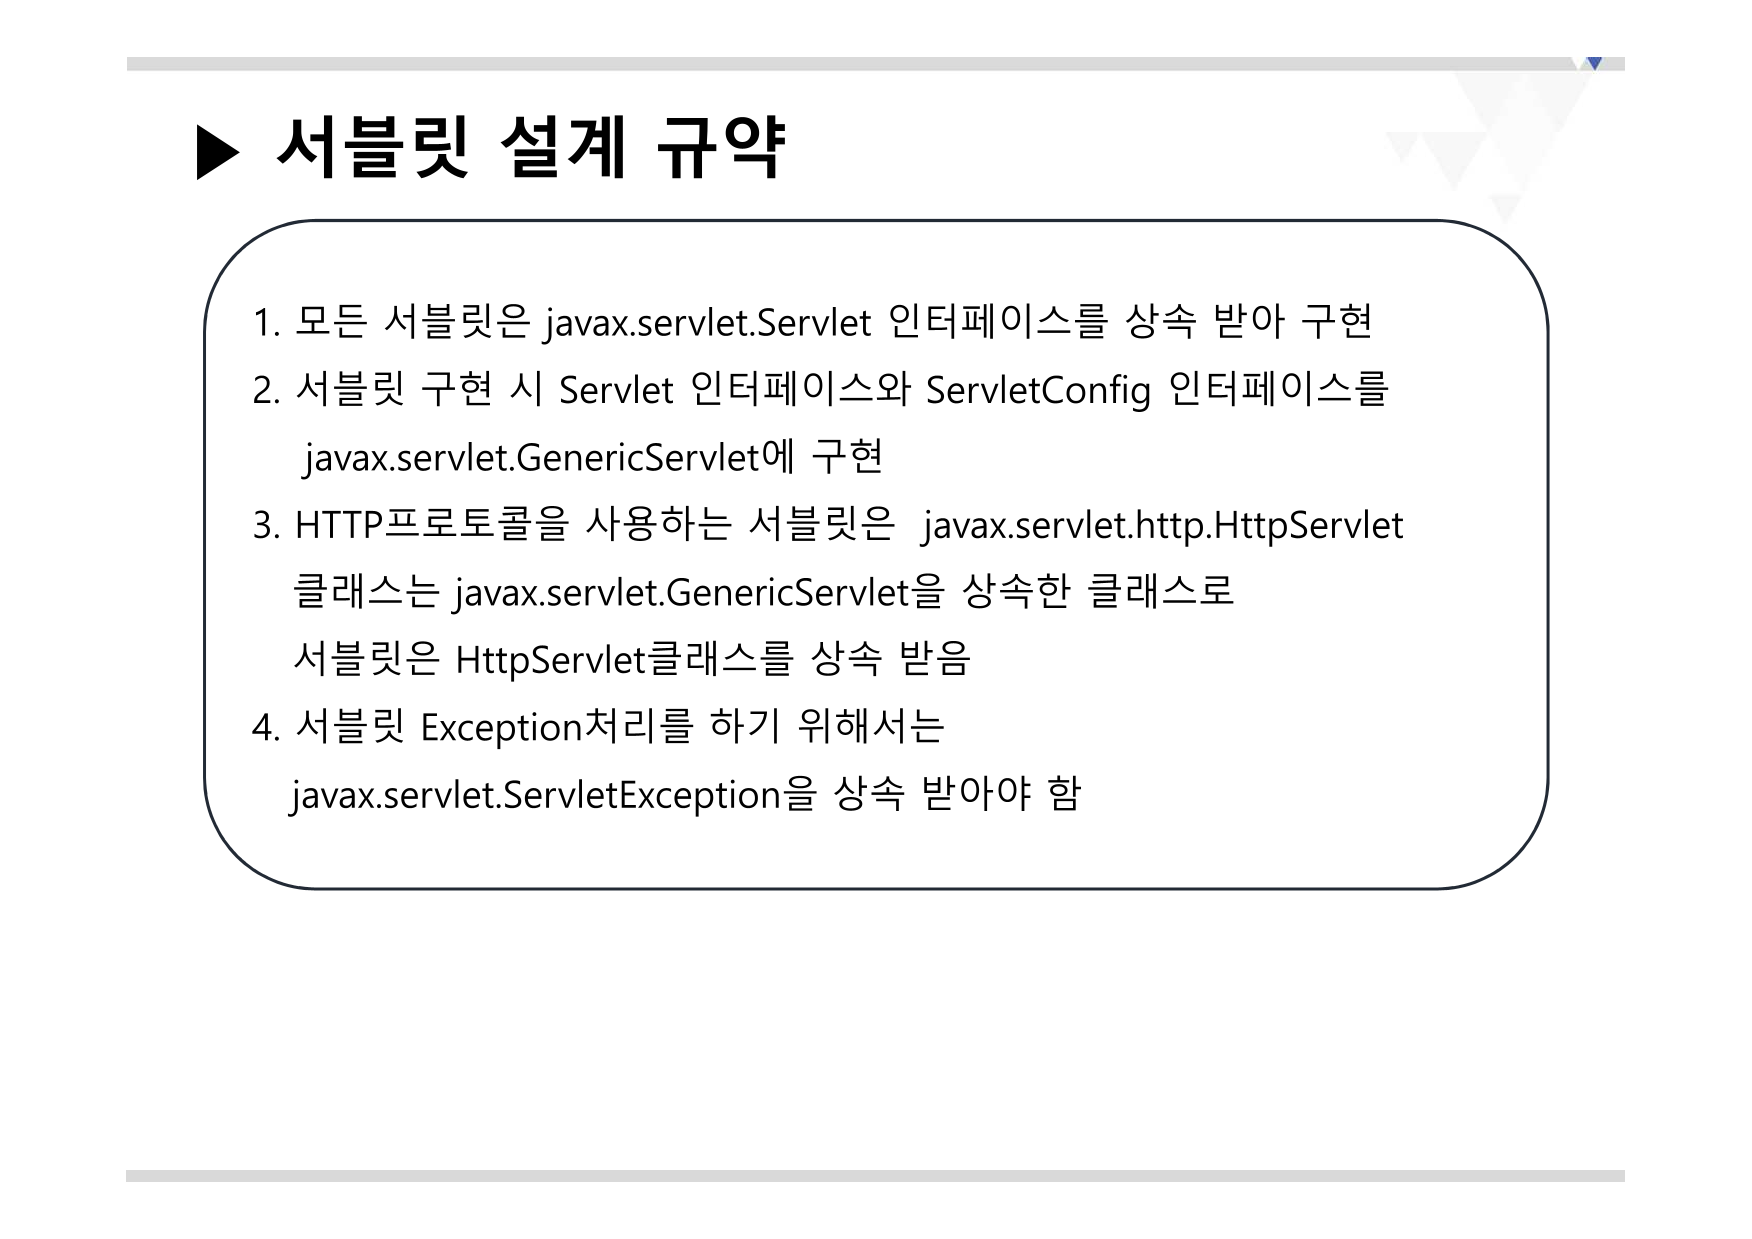 ▶ 서블릿 설계 규약
1. 모든 서블릿은 javax.servlet.Servlet 인터페이스를 상속 받아 구현
2. 서블릿 구현 시 Servlet 인터페이스와 ServletConfig 인터페이스를
javax.servlet.GenericServlet에 구현
3. HTTP프로토콜을 사용하는 서블릿은 javax.servlet.http.HttpServlet
클래스는 javax.servlet.GenericServlet을 상속한 클래스로
서블릿은 HttpServlet클래스를 상속 받음
4. 서블릿 Exception처리를 하기 위해서는
javax.servlet.ServletException을 상속 받아야 함